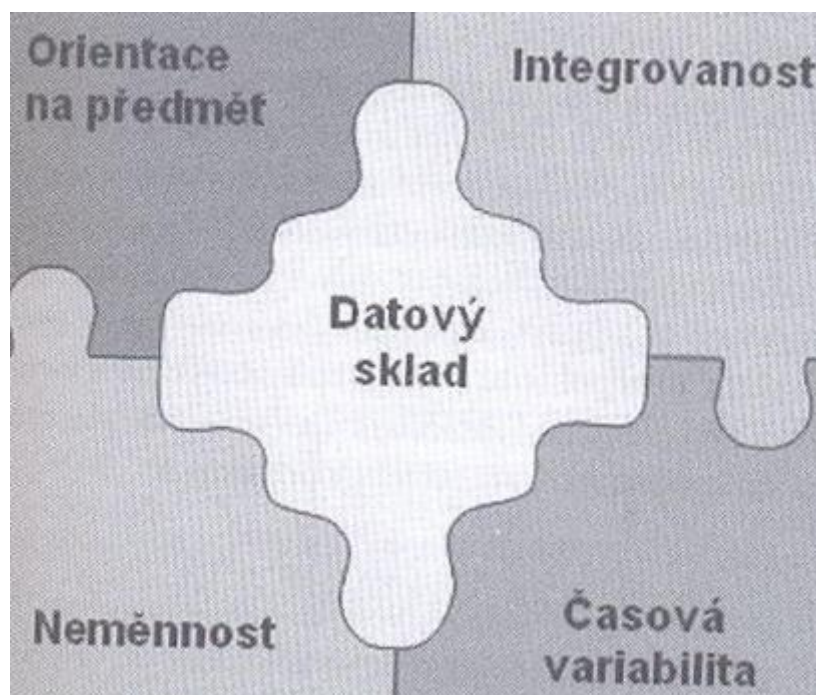 Orientace
na předmět
Integrovanost
Datový
sklad
Neměnnost
Časová
variabilita